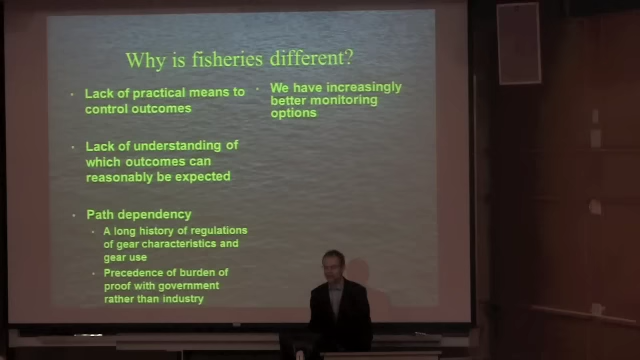 Why is fisheries different?
Lack of practical means to
control outcomes
Lack of understanding of
which outcomes can
reasonably be expected
Path dependency
A long history of regulations
of gear characteristics and
gear use
Precedence of burden of
proof with government
rather than industry
We have increasingly
better monitoring
options